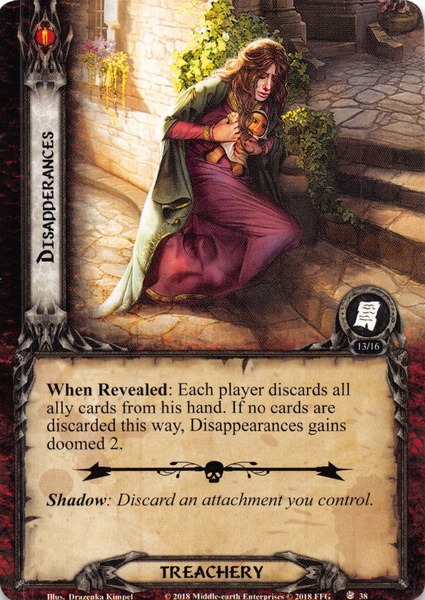 DISAPPERANCES
13/16
When Revealed: Each player discards all
ally cards from his hand. If no cards are
discarded this way, Disappearances gains
doomed 2.
Shadow: Discard an attachment you control.
TREACHERY
Illus. Drazenka Kimpel © 2018 Middle-earth Enterprises © 2018 FFG 38